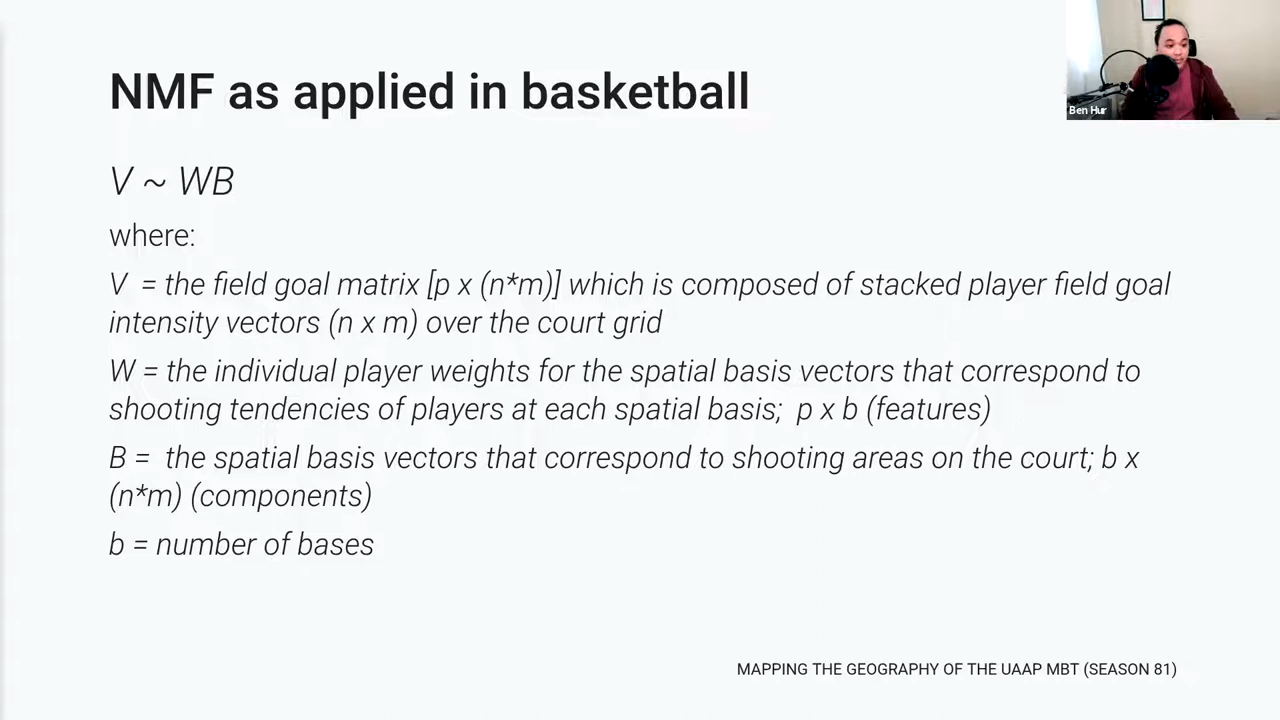 NMF as applied in basketball
Ben Hur
V ~ WB
where:
V = the field goal matrix [p x (n*m)] which is composed of stacked player field goal
intensity vectors (n x m) over the court grid
W = the individual player weights for the spatial basis vectors that correspond to
shooting tendencies of players at each spatial basis; p x b (features)
B = the spatial basis vectors that correspond to shooting areas on the court; b x
(n*m) (components)
b = number of bases
MAPPING THE GEOGRAPHY OF THE UAAP MBT (SEASON 81)